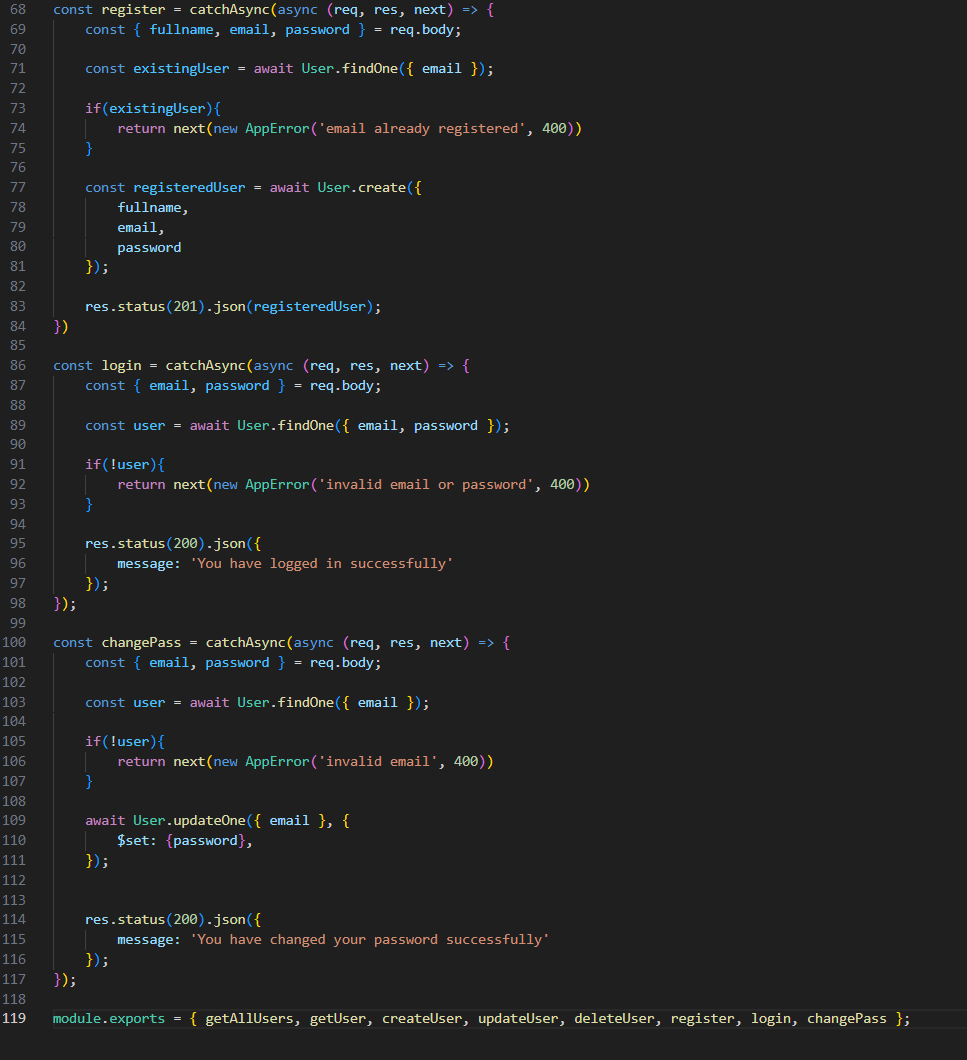 68 const register = catchAsync(async (req, res, next) => {
69     const { fullname, email, password } = req.body;
70
71     const existingUser = await User.findOne({ email });
72
73     if(existingUser){
74         return next(new AppError('email already registered', 400))
75     }
76
77     const registeredUser = await User.create({
78         fullname,
79         email,
80         password
81     });
82
83     res.status(201).json(registeredUser);
84 })
85
86 const login = catchAsync(async (req, res, next) => {
87     const { email, password } = req.body;
88
89     const user = await User.findOne({ email, password });
90
91     if(!user){
92         return next(new AppError('invalid email or password', 400))
93     }
94
95     res.status(200).json({
96         message: 'You have logged in successfully'
97     });
98 });
99
100 const changePass = catchAsync(async (req, res, next) => {
101     const { email, password } = req.body;
102
103     const user = await User.findOne({ email });
104
105     if(!user){
106         return next(new AppError('invalid email', 400))
107     }
108
109     await User.updateOne({ email }, {
110         $set: {password},
111     });
112
113
114     res.status(200).json({
115         message: 'You have changed your password successfully'
116     });
117 });
118
119 module.exports = { getAllUsers, getUser, createUser, updateUser, deleteUser, register, login, changePass };